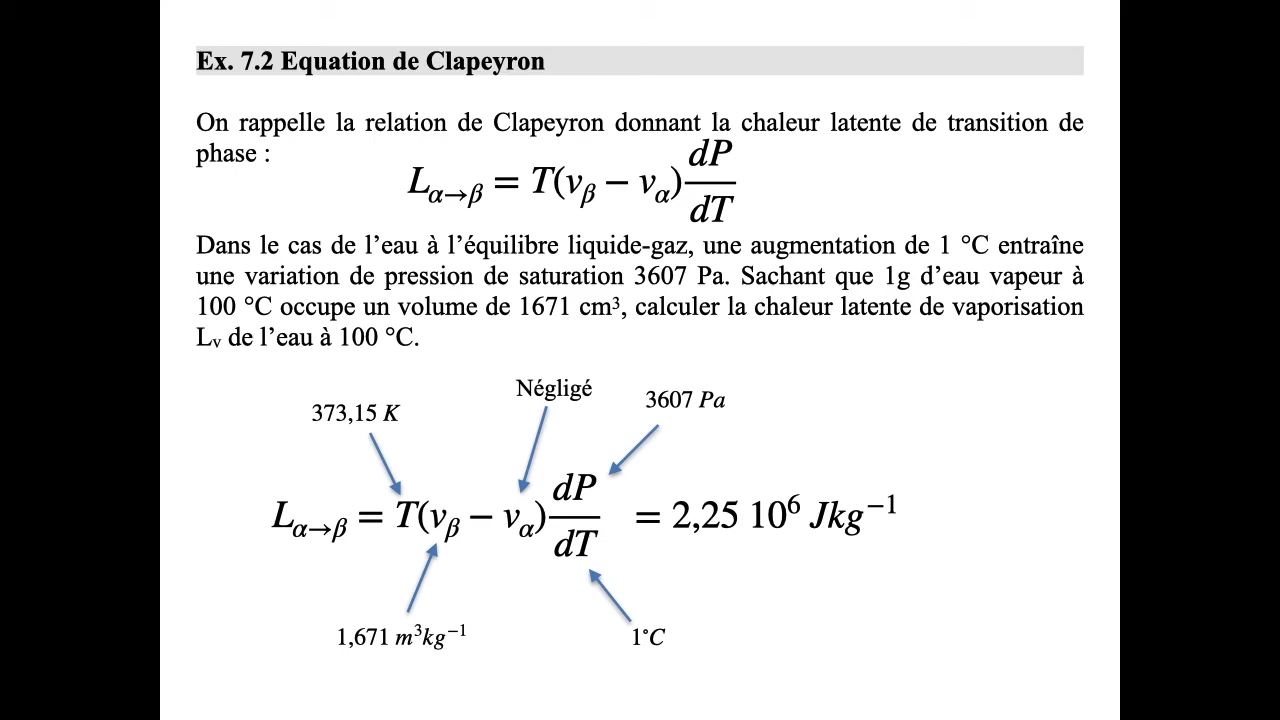 Ex. 7.2 Equation de Clapeyron
On rappelle la relation de Clapeyron donnant la chaleur latente de transition de
phase :
L_{α→β} = T(v_β − v_α) dP/dT
Dans le cas de l’eau à l’équilibre liquide-gaz, une augmentation de 1 °C entraîne
une variation de pression de saturation 3607 Pa. Sachant que 1g d’eau vapeur à
100 °C occupe un volume de 1671 cm³, calculer la chaleur latente de vaporisation
Lᵥ de l’eau à 100 °C.
Négligé
373,15 K
3607 Pa
L_{α→β} = T(v_β − v_α) dP/dT = 2,25 10⁶ Jkg⁻¹
1,671 m³kg⁻¹
1°C